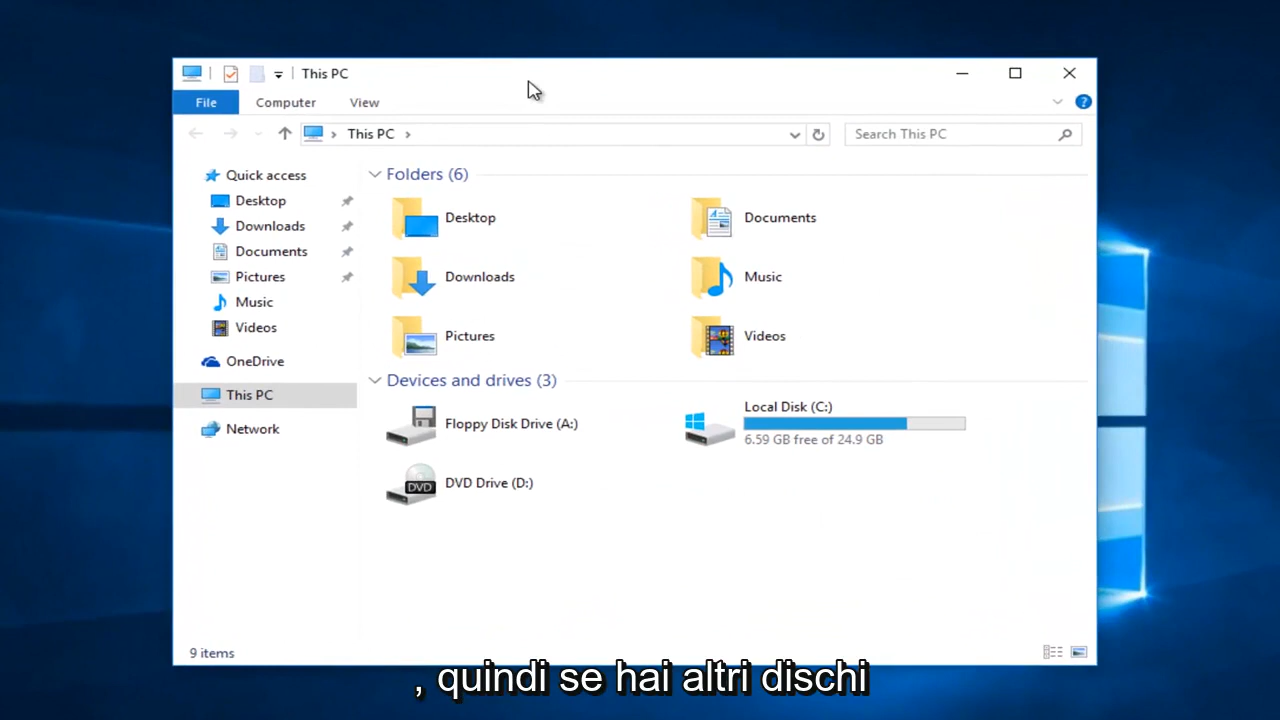 This PC
File Computer View
This PC
Search This PC
Quick access
Desktop
Downloads
Documents
Pictures
Music
Videos
OneDrive
This PC
Network
Folders (6)
Desktop
Documents
Downloads
Music
Pictures
Videos
Devices and drives (3)
Floppy Disk Drive (A:)
Local Disk (C:)
6.59 GB free of 24.9 GB
DVD
DVD Drive (D:)
9 items
, quindi se hai altri dischi